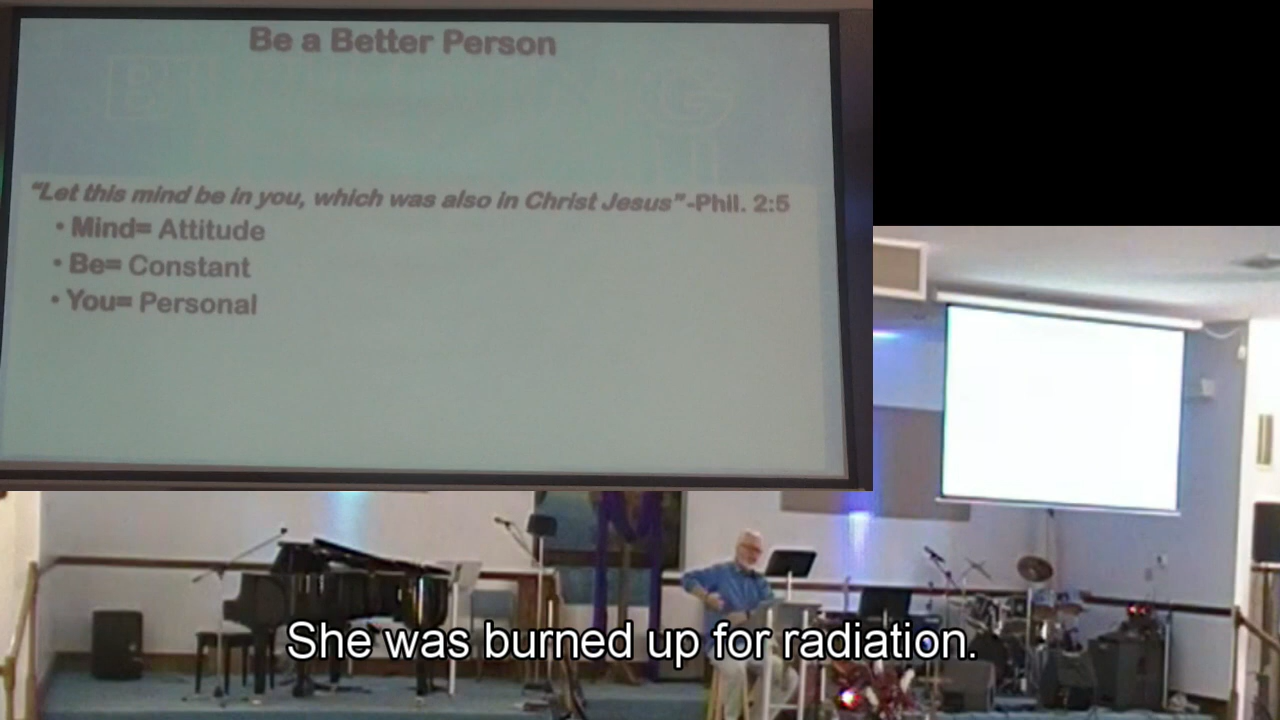 Be a Better Person
"Let this mind be in you, which was also in Christ Jesus" -Phil. 2:5
• Mind= Attitude
• Be= Constant
• You= Personal
She was burned up for radiation.